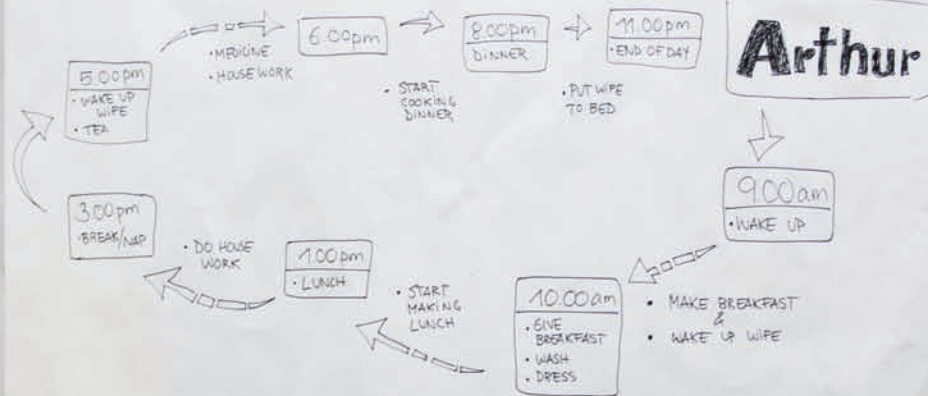 Arthur
9.00am
• WAKE UP
• MAKE BREAKFAST
&
• WAKE UP WIFE
10.00am
• GIVE
BREAKFAST
• WASH
• DRESS
• START
MAKING
LUNCH
1.00pm
• LUNCH
• DO HOUSE
WORK
3.00pm
• BREAK/NAP
5.00pm
• WAKE UP
WIFE
• TEA
• MEDICINE
• HOUSE WORK
6.00pm
• START
COOKING
DINNER
8.00pm
DINNER
• PUT WIFE
TO BED
11.00pm
• END OF DAY